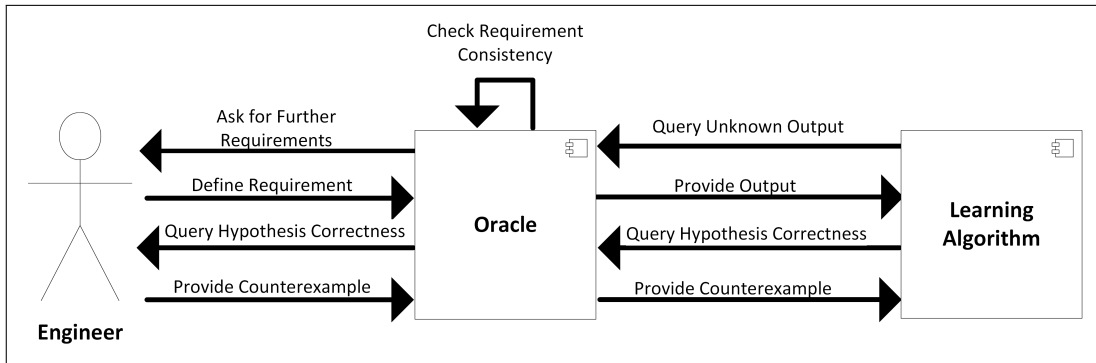 Check Requirement
Consistency
Ask for Further
Requirements
Define Requirement
Query Hypothesis Correctness
Provide Counterexample
Engineer
Oracle
Query Unknown Output
Provide Output
Query Hypothesis Correctness
Provide Counterexample
Learning
Algorithm